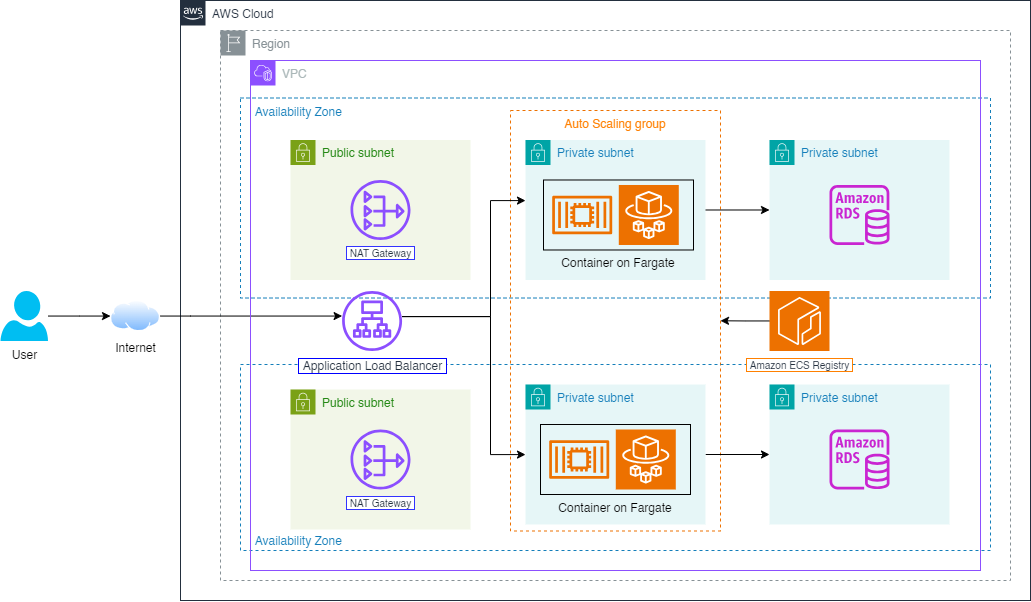 aws
AWS Cloud
Region
VPC
Availability Zone
Auto Scaling group
Public subnet
Private subnet
Private subnet
Amazon
RDS
NAT Gateway
Container on Fargate
User
Internet
Application Load Balancer
Amazon ECS Registry
Public subnet
Private subnet
Private subnet
Amazon
RDS
NAT Gateway
Container on Fargate
Availability Zone